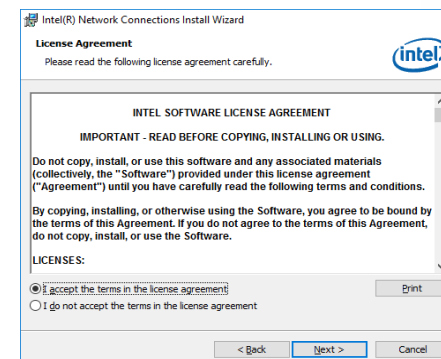 Intel(R) Network Connections Install Wizard
License Agreement
Please read the following license agreement carefully.
intel
INTEL SOFTWARE LICENSE AGREEMENT
IMPORTANT - READ BEFORE COPYING, INSTALLING OR USING.
Do not copy, install, or use this software and any associated materials
(collectively, the "Software") provided under this license agreement
("Agreement") until you have carefully read the following terms and conditions.
By copying, installing, or otherwise using the Software, you agree to be bound by
the terms of this Agreement. If you do not agree to the terms of this Agreement,
do not copy, install, or use the Software.
LICENSES:
I accept the terms in the license agreement
Print
I do not accept the terms in the license agreement
< Back
Next >
Cancel